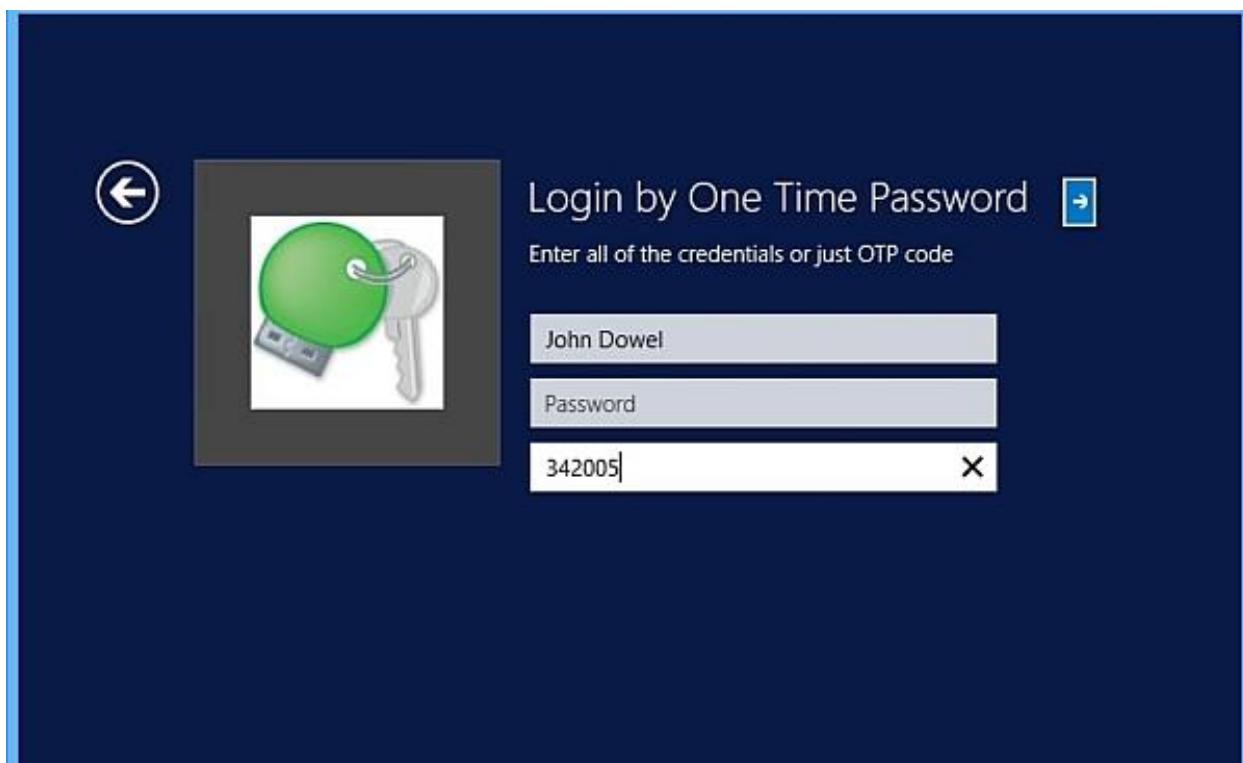 Login by One Time Password
Enter all of the credentials or just OTP code
John Dowel
Password
342005